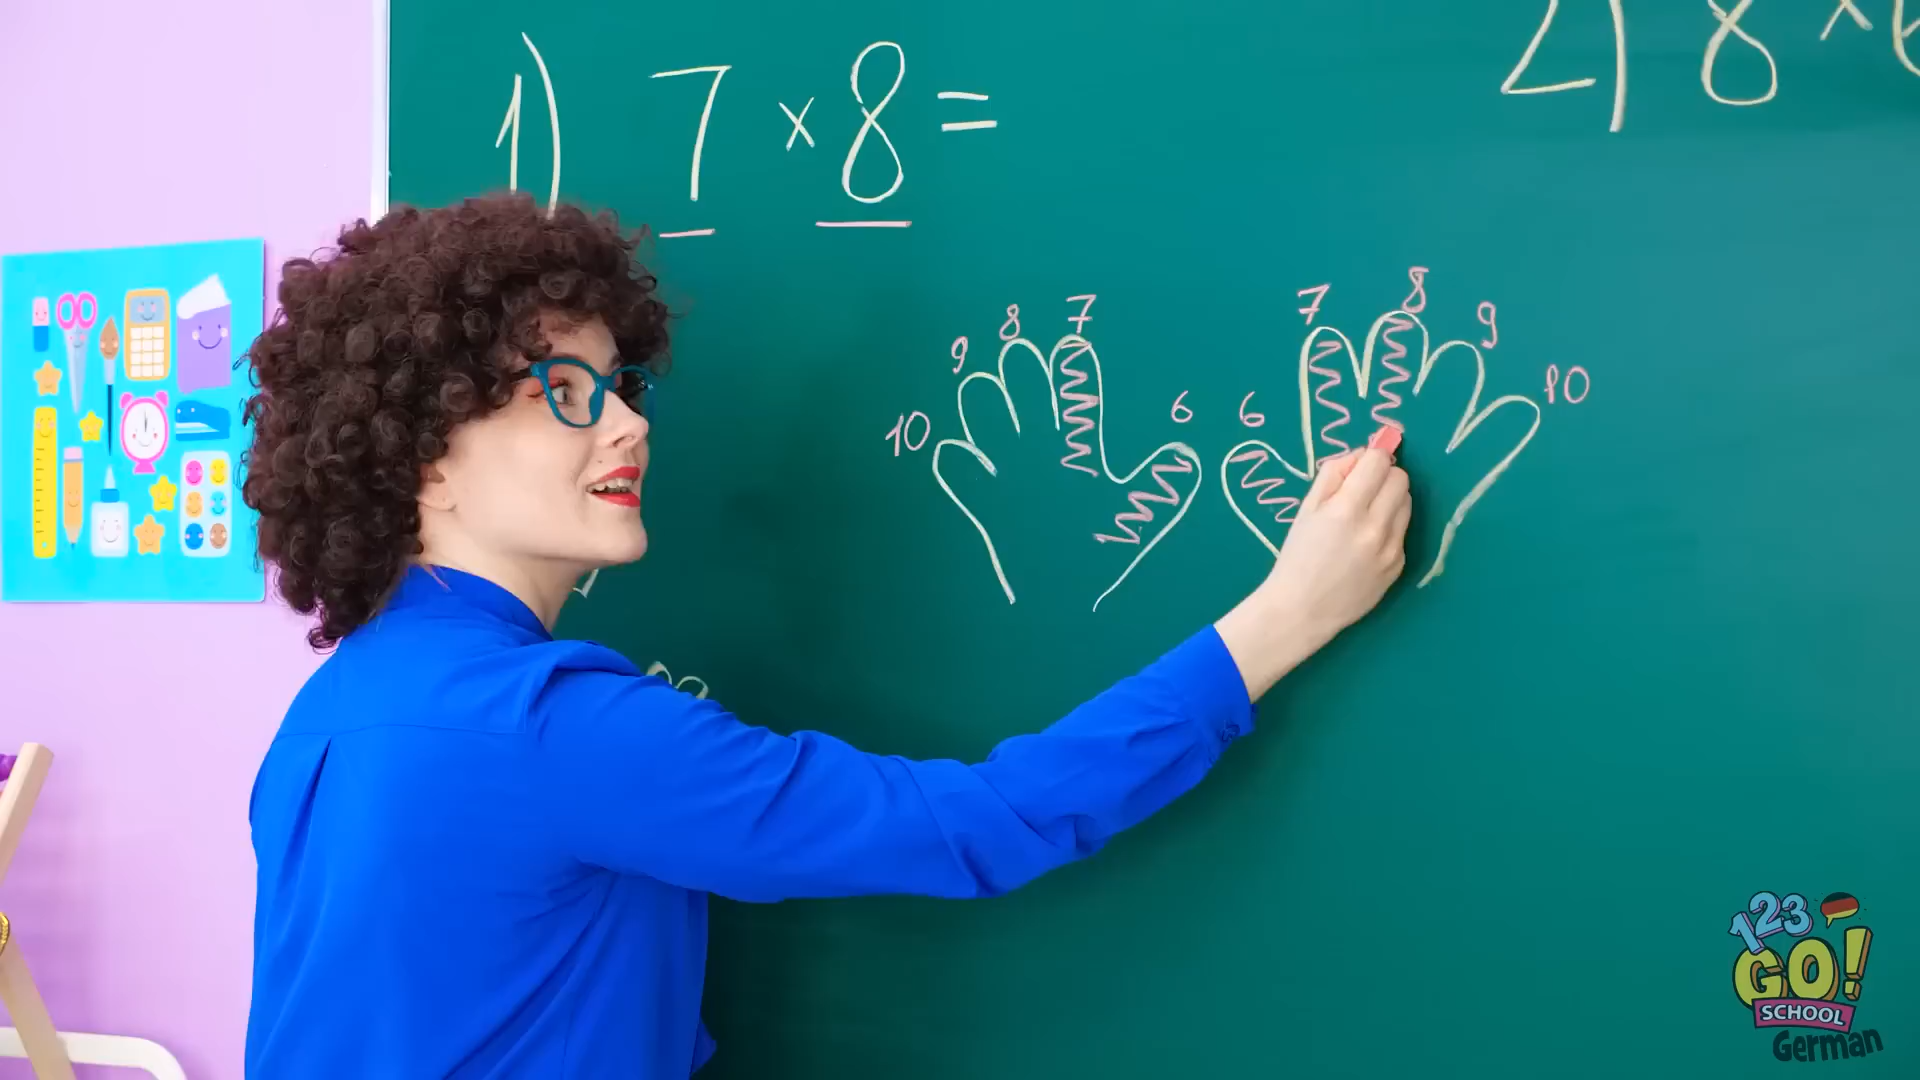 1) 7 × 8 =
2) 8 ×
10 9 8 7 6
6 7 8 9 10
123
GO!
SCHOOL
German